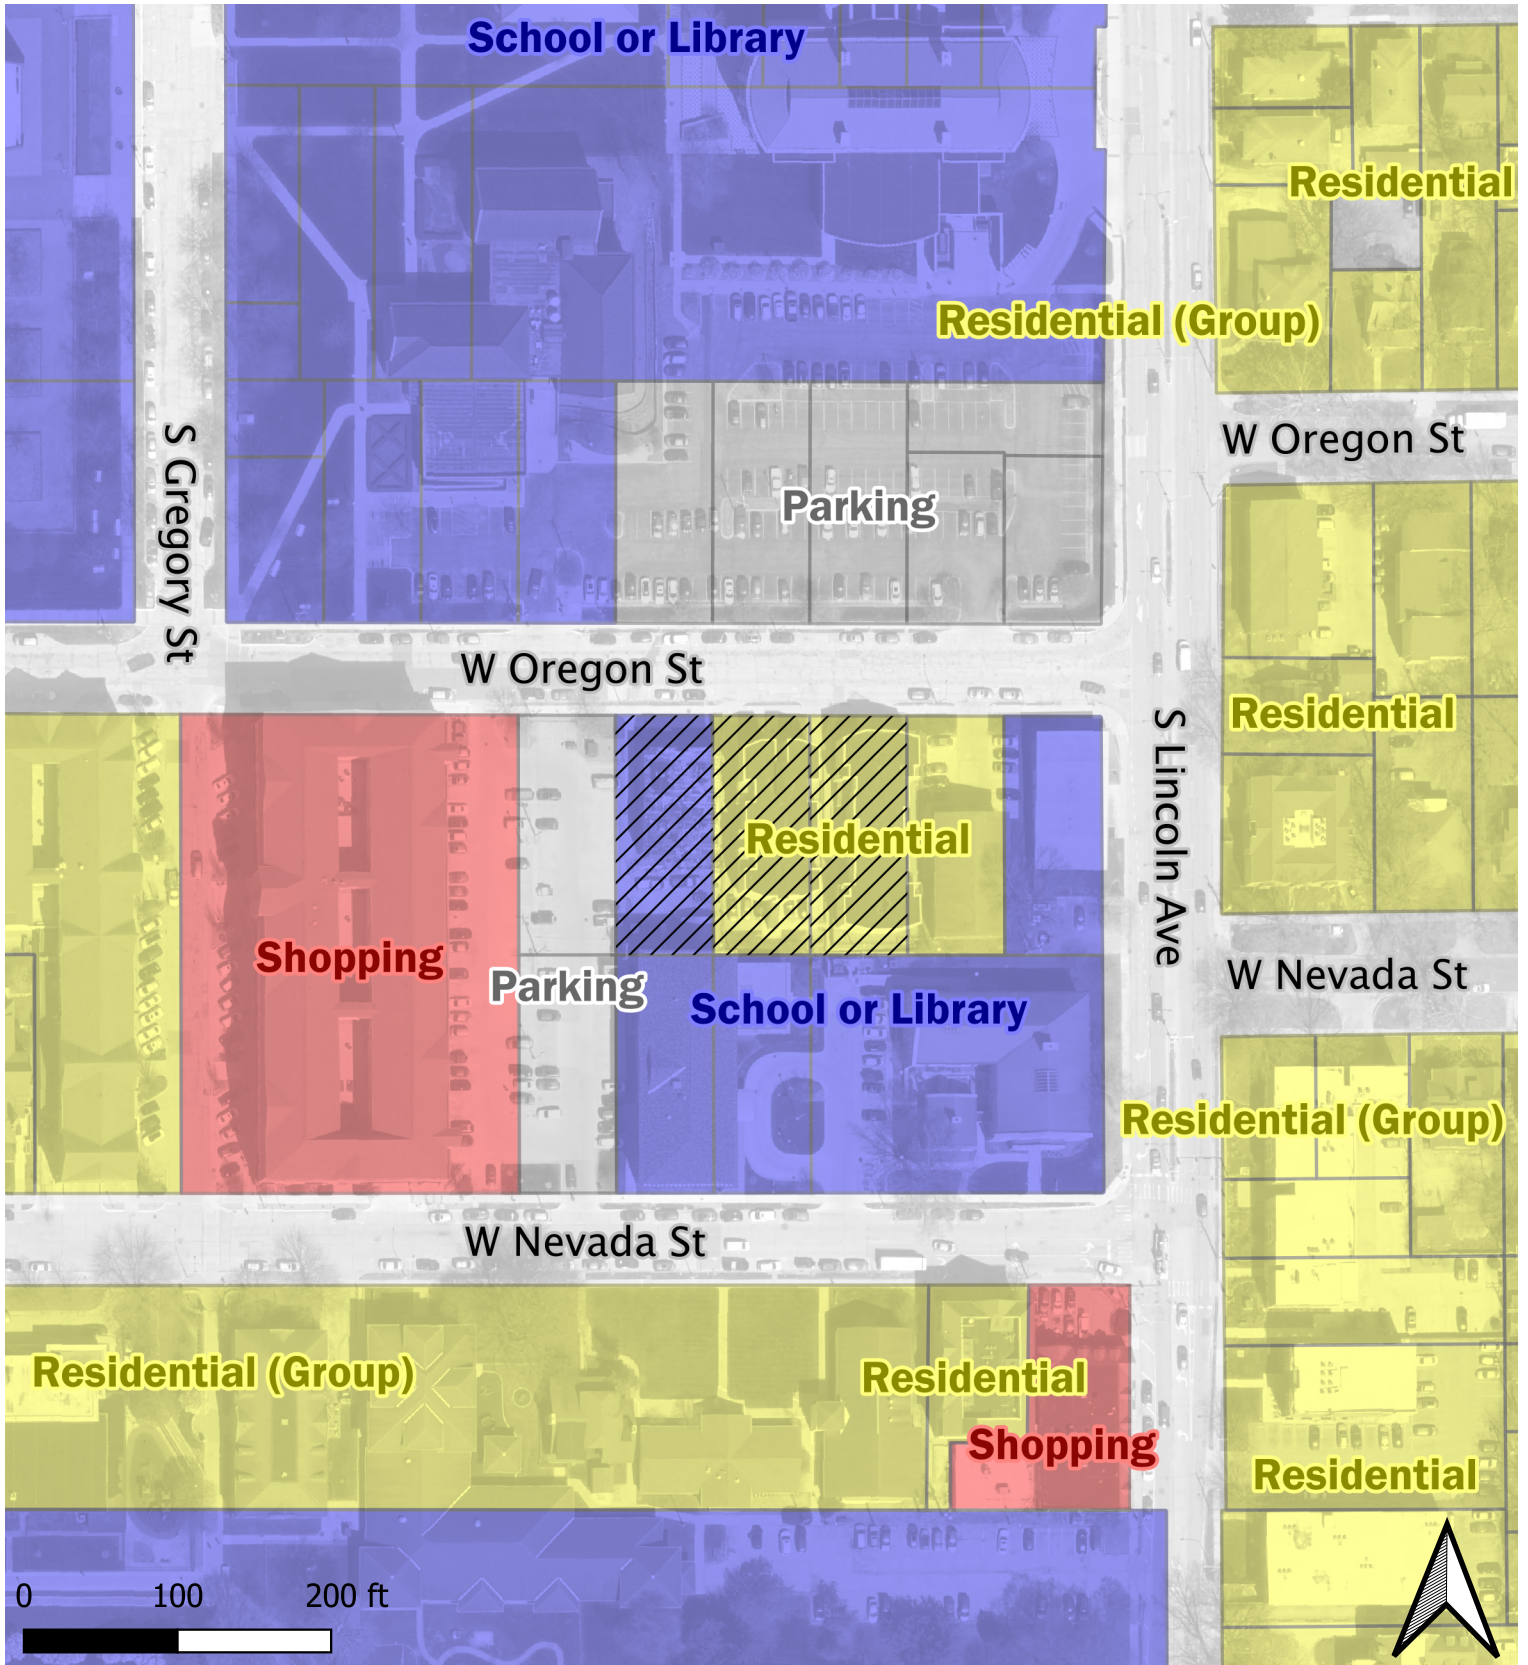 School or Library
Residential
Residential (Group)
S Gregory St
W Oregon St
Parking
W Oregon St
Residential
S Lincoln Ave
Residential
Shopping
Parking
School or Library
W Nevada St
Residential (Group)
W Nevada St
Residential (Group)
Residential
Shopping
Residential
0 100 200 ft